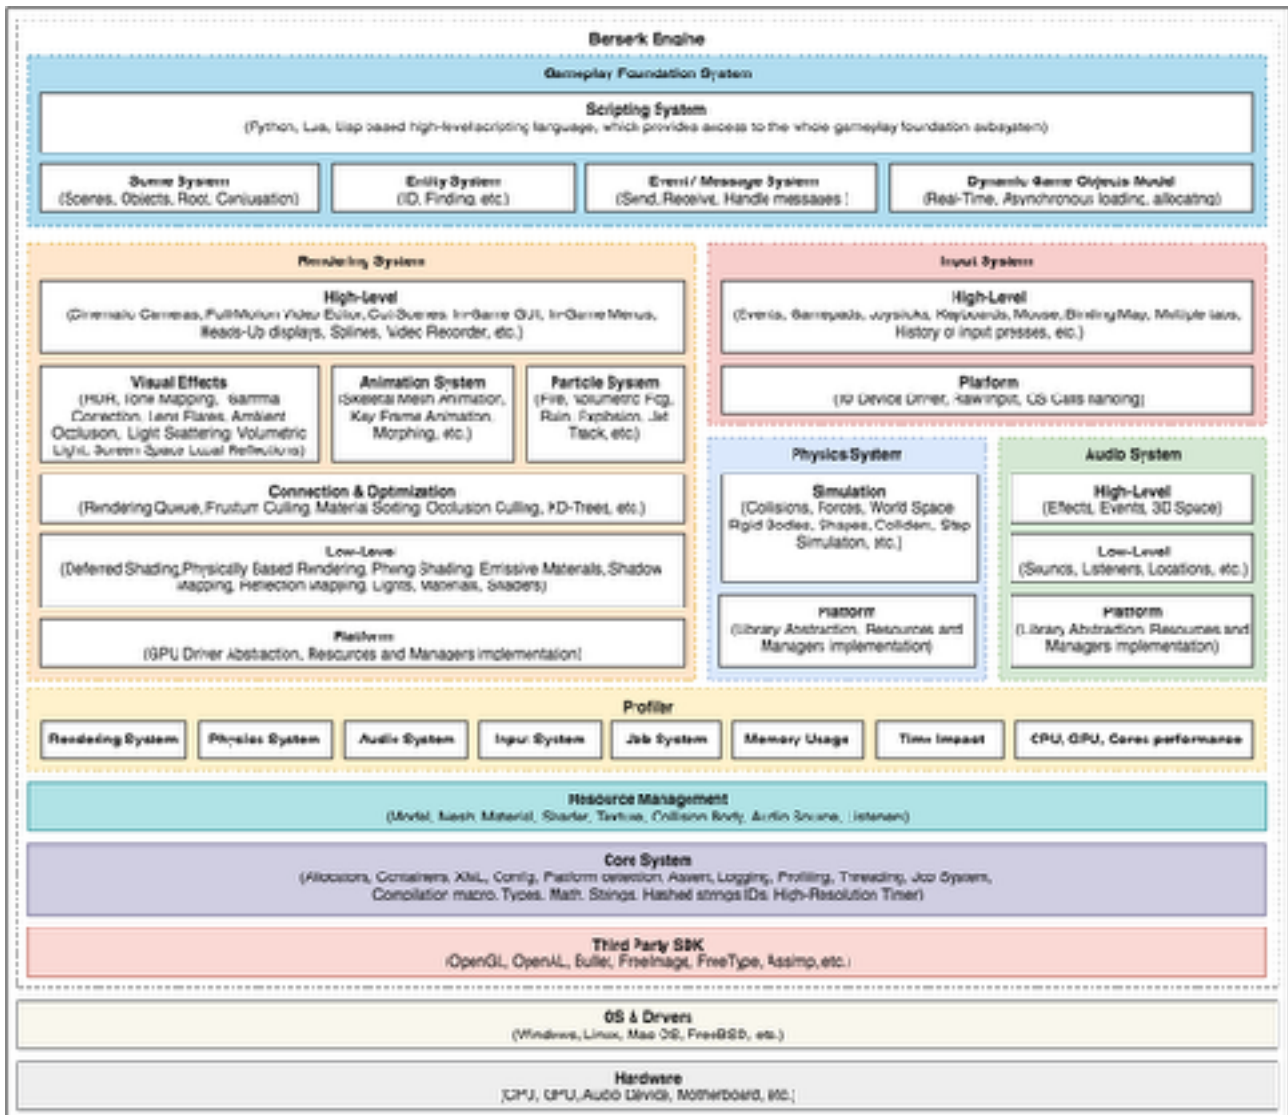 Berserk Engine
Gameplay Foundation System
Scripting System
(Python, Lua, Lisp based high-level scripting language, which provides access to the whole gameplay foundation subsystem)
Scene System
(Scenes, Objects, Root,
Entity System
(ID, Finding, etc.)
Event / Message System
(Send, Receive, Handle messages )
Dynamic Game Objects Model
(Real-Time, Asynchronous loading, allocating)
Rendering System
High-Level
(Cinematic Cameras, Full-Motion Video Editor, Cut-Scenes, In-Game GUI, In-Game Menus,
Heads-Up displays, Splines, Video Recorder, etc.)
Visual Effects
(HDR, Tone Mapping, Gamma
Correction, Lens Flares, Ambient
Occlusion, Light Scattering, Volumetric
Light, Screen Space Local Reflections)
Animation System
(Skeletal Mesh Animation,
Key Frame Animation,
Morphing, etc.)
Particle System
(Fire, Volumetric Fog,
Rain, Explosion, Jet
Track, etc)
Connection & Optimization
(Rendering Queue, Frustum Culling, Material Sorting, Occlusion Culling, KD-Trees, etc.)
Low-Level
(Deferred Shading, Physically Based Rendering, Phong Shading, Emissive Materials, Shadow
Mapping, Reflection Mapping, Lights, Materials, Shaders)
Platform
(GPU Driver Abstraction, Resources and Managers Implementation)
Input System
High-Level
(Events, Gamepads, Joysticks, Keyboards, Mouse, Binding Map, Multiple
History of input presses, etc.)
Platform
(IO Device Driver, Raw Input, OS Calls
Physics System
Simulation
(Collisions, Forces, World Space
Rigid Bodies, Shapes, Colliders, Step
Simulation, etc.)
Platform
(Library Abstraction, Resources and
Managers Implementation)
Audio System
High-Level
(Effects, Events, 3D Space)
Low-Level
(Sounds, Listeners, Locations, etc.)
Platform
(Library Abstraction, Resources and
Managers Implementation)
Profiler
Rendering System
Physics System
Audio System
Input System
Job System
Memory Usage
Time Impact
CPU, GPU, Cores performance
Resource Management
(Model, Mesh, Material, Shader, Texture, Collision Body, Audio Source, Listeners)
Core System
(Allocators, Containers, XML, Config, Platform detection, Assert, Logging, Profiling, Threading, Job System,
Compilation macro, Types, Math, Strings, Hashed strings IDs, High-Resolution Timer)
Third Party SDK
(OpenGL, OpenAL, Bullet, FreeImage, FreeType, Assimp, etc.)
OS & Drivers
(Windows, Linux, Mac OS, FreeBSD, etc.)
Hardware
(CPU, GPU, Audio Device, Motherboard, etc.)